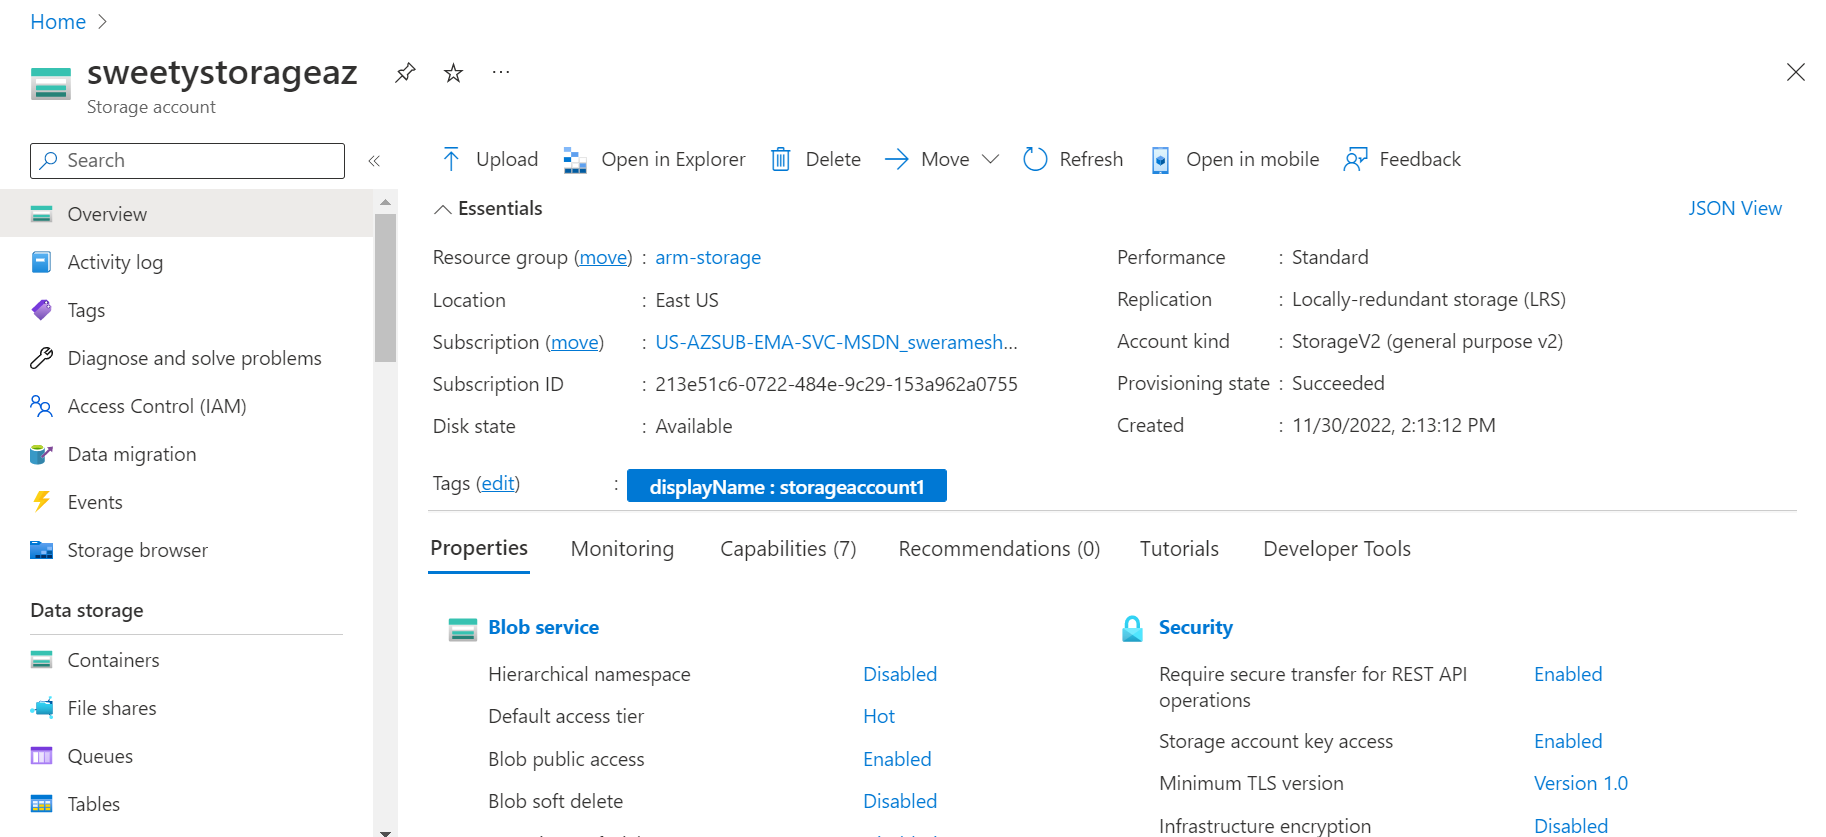 Home
sweetystorageaz
Storage account
Search
Upload Open in Explorer Delete Move Refresh Open in mobile Feedback
Overview
Activity log
Tags
Diagnose and solve problems
Access Control (IAM)
Data migration
Events
Storage browser
Data storage
Containers
File shares
Queues
Tables
Essentials JSON View
Resource group (move) : arm-storage
Location : East US
Subscription (move) : US-AZSUB-EMA-SVC-MSDN_sweramesh...
Subscription ID : 213e51c6-0722-484e-9c29-153a962a0755
Disk state : Available
Performance : Standard
Replication : Locally-redundant storage (LRS)
Account kind : StorageV2 (general purpose v2)
Provisioning state : Succeeded
Created : 11/30/2022, 2:13:12 PM
Tags (edit) : displayName : storageaccount1
Properties Monitoring Capabilities (7) Recommendations (0) Tutorials Developer Tools
Blob service
Hierarchical namespace Disabled
Default access tier Hot
Blob public access Enabled
Blob soft delete Disabled
Security
Require secure transfer for REST API Enabled
operations
Storage account key access Enabled
Minimum TLS version Version 1.0
Infrastructure encryption Disabled